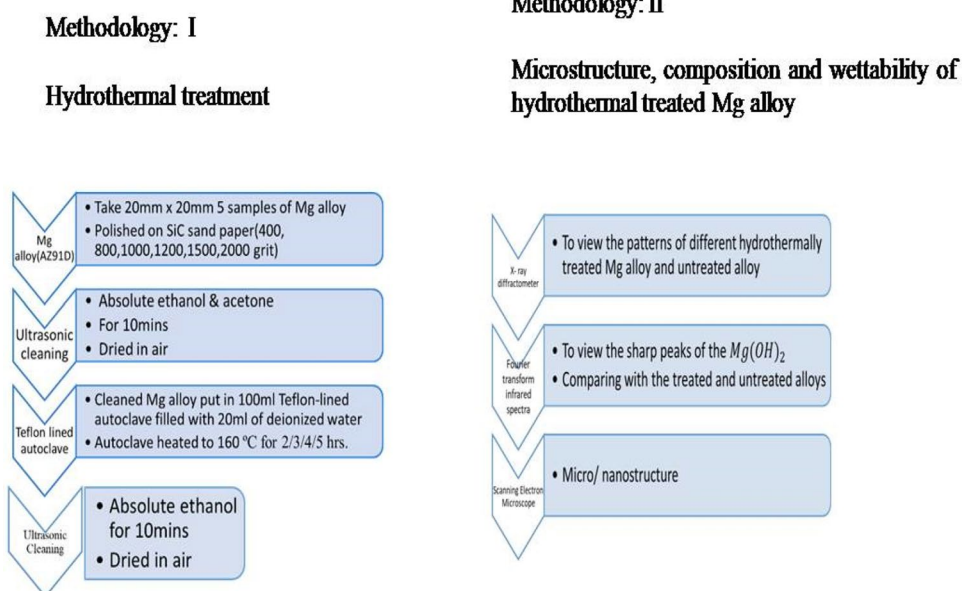 Methodology: I
Hydrothermal treatment
Mg
alloy(AZ91D)
• Take 20mm x 20mm 5 samples of Mg alloy
• Polished on SiC sand paper(400,
800,1000,1200,1500,2000 grit)
Ultrasonic
cleaning
• Absolute ethanol & acetone
• For 10mins
• Dried in air
Teflon lined
autoclave
• Cleaned Mg alloy put in 100ml Teflon-lined
autoclave filled with 20ml of deionized water
• Autoclave heated to 160 °C for 2/3/4/5 hrs.
Ultrasonic
Cleaning
• Absolute ethanol
for 10mins
• Dried in air
Methodology: II
Microstructure, composition and wettability of
hydrothermal treated Mg alloy
X- ray
diffractometer
• To view the patterns of different hydrothermally
treated Mg alloy and untreated alloy
Fourier
transform
infrared
spectra
• To view the sharp peaks of the Mg(OH)₂
• Comparing with the treated and untreated alloys
Scanning Electron
Microscope
• Micro/ nanostructure